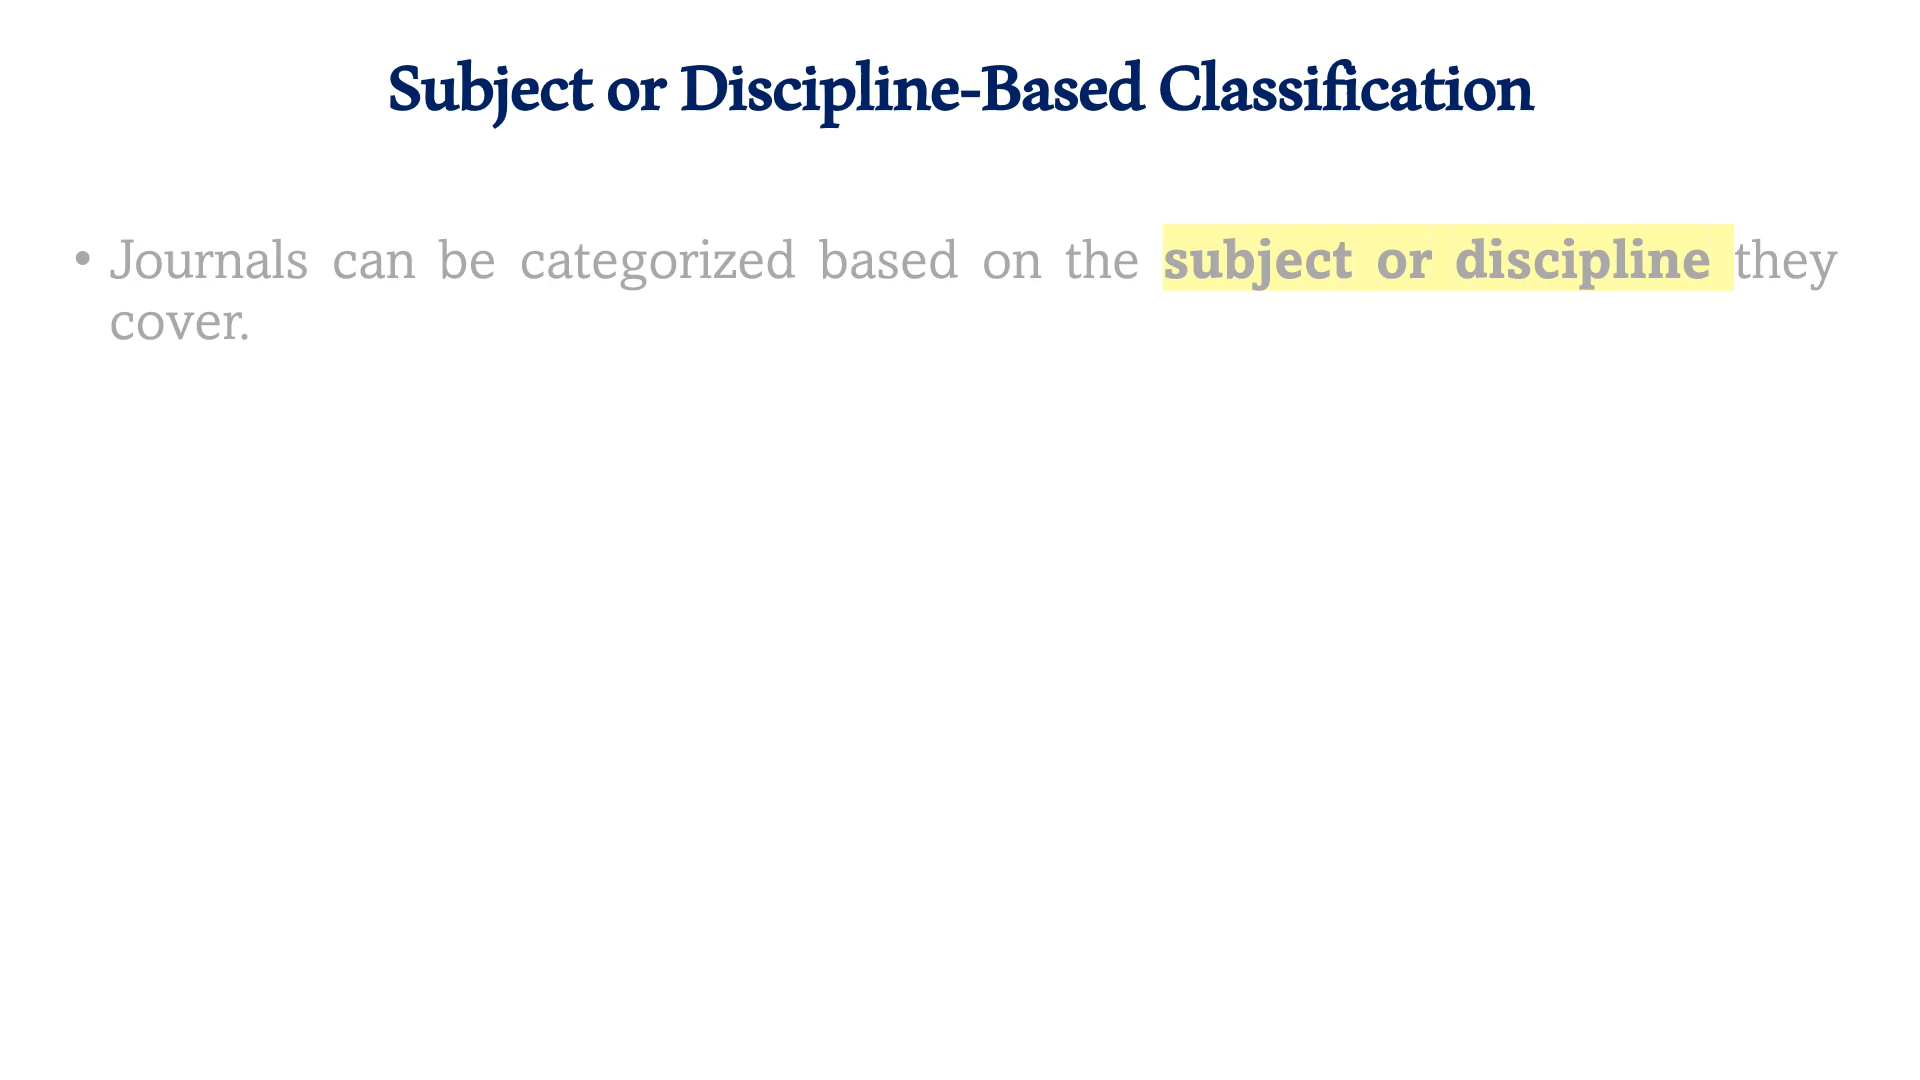 Subject or Discipline-Based Classification
• Journals can be categorized based on the subject or discipline they
cover.